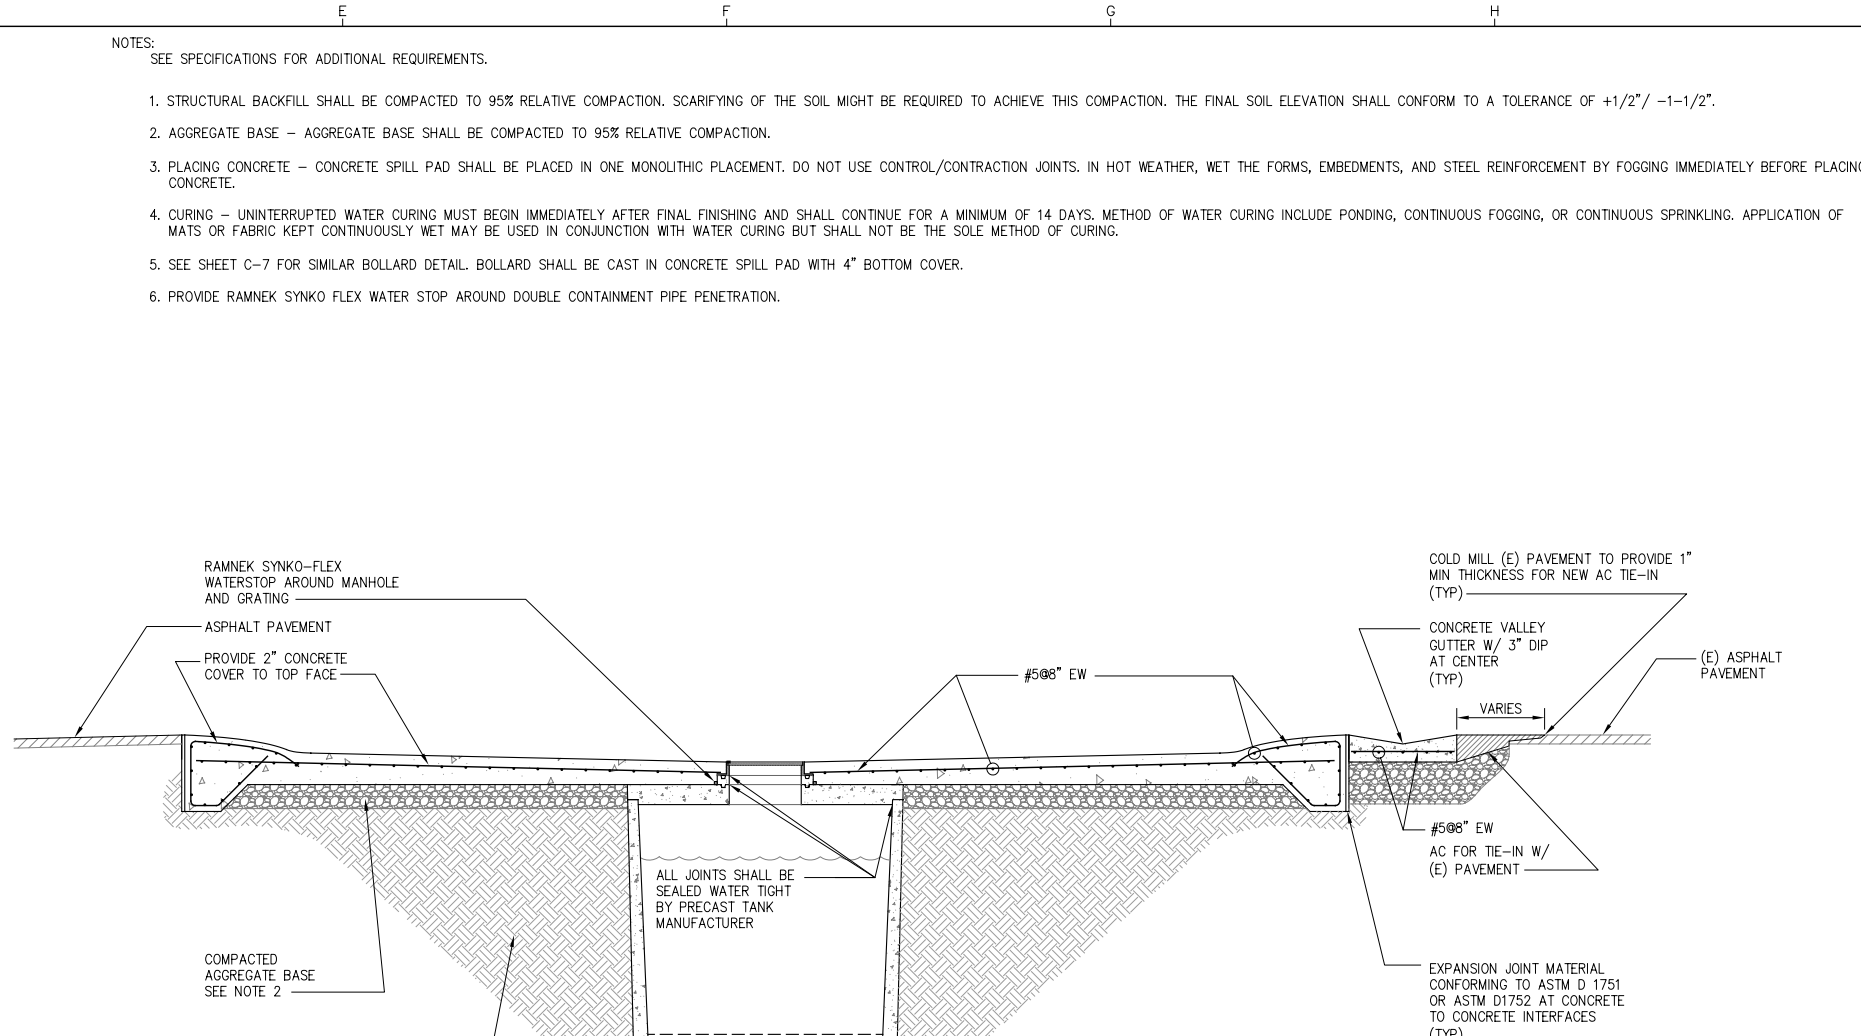 E F G H
NOTES:
SEE SPECIFICATIONS FOR ADDITIONAL REQUIREMENTS.
1. STRUCTURAL BACKFILL SHALL BE COMPACTED TO 95% RELATIVE COMPACTION. SCARIFYING OF THE SOIL MIGHT BE REQUIRED TO ACHIEVE THIS COMPACTION. THE FINAL SOIL ELEVATION SHALL CONFORM TO A TOLERANCE OF +1/2"/ -1-1/2".
2. AGGREGATE BASE – AGGREGATE BASE SHALL BE COMPACTED TO 95% RELATIVE COMPACTION.
3. PLACING CONCRETE – CONCRETE SPILL PAD SHALL BE PLACED IN ONE MONOLITHIC PLACEMENT. DO NOT USE CONTROL/CONTRACTION JOINTS. IN HOT WEATHER, WET THE FORMS, EMBEDMENTS, AND STEEL REINFORCEMENT BY FOGGING IMMEDIATELY BEFORE PLACING
CONCRETE.
4. CURING – UNINTERRUPTED WATER CURING MUST BEGIN IMMEDIATELY AFTER FINAL FINISHING AND SHALL CONTINUE FOR A MINIMUM OF 14 DAYS. METHOD OF WATER CURING INCLUDE PONDING, CONTINUOUS FOGGING, OR CONTINUOUS SPRINKLING. APPLICATION OF
MATS OR FABRIC KEPT CONTINUOUSLY WET MAY BE USED IN CONJUNCTION WITH WATER CURING BUT SHALL NOT BE THE SOLE METHOD OF CURING.
5. SEE SHEET C-7 FOR SIMILAR BOLLARD DETAIL. BOLLARD SHALL BE CAST IN CONCRETE SPILL PAD WITH 4" BOTTOM COVER.
6. PROVIDE RAMNEK SYNKO FLEX WATER STOP AROUND DOUBLE CONTAINMENT PIPE PENETRATION.
RAMNEK SYNKO-FLEX
WATERSTOP AROUND MANHOLE
AND GRATING
ASPHALT PAVEMENT
PROVIDE 2" CONCRETE
COVER TO TOP FACE
#5@8" EW
COLD MILL (E) PAVEMENT TO PROVIDE 1"
MIN THICKNESS FOR NEW AC TIE-IN
(TYP)
CONCRETE VALLEY
GUTTER W/ 3" DIP
AT CENTER
(TYP)
(E) ASPHALT
PAVEMENT
VARIES
#5@8" EW
AC FOR TIE-IN W/
(E) PAVEMENT
ALL JOINTS SHALL BE
SEALED WATER TIGHT
BY PRECAST TANK
MANUFACTURER
COMPACTED
AGGREGATE BASE
SEE NOTE 2
EXPANSION JOINT MATERIAL
CONFORMING TO ASTM D 1751
OR ASTM D1752 AT CONCRETE
TO CONCRETE INTERFACES
(TYP)